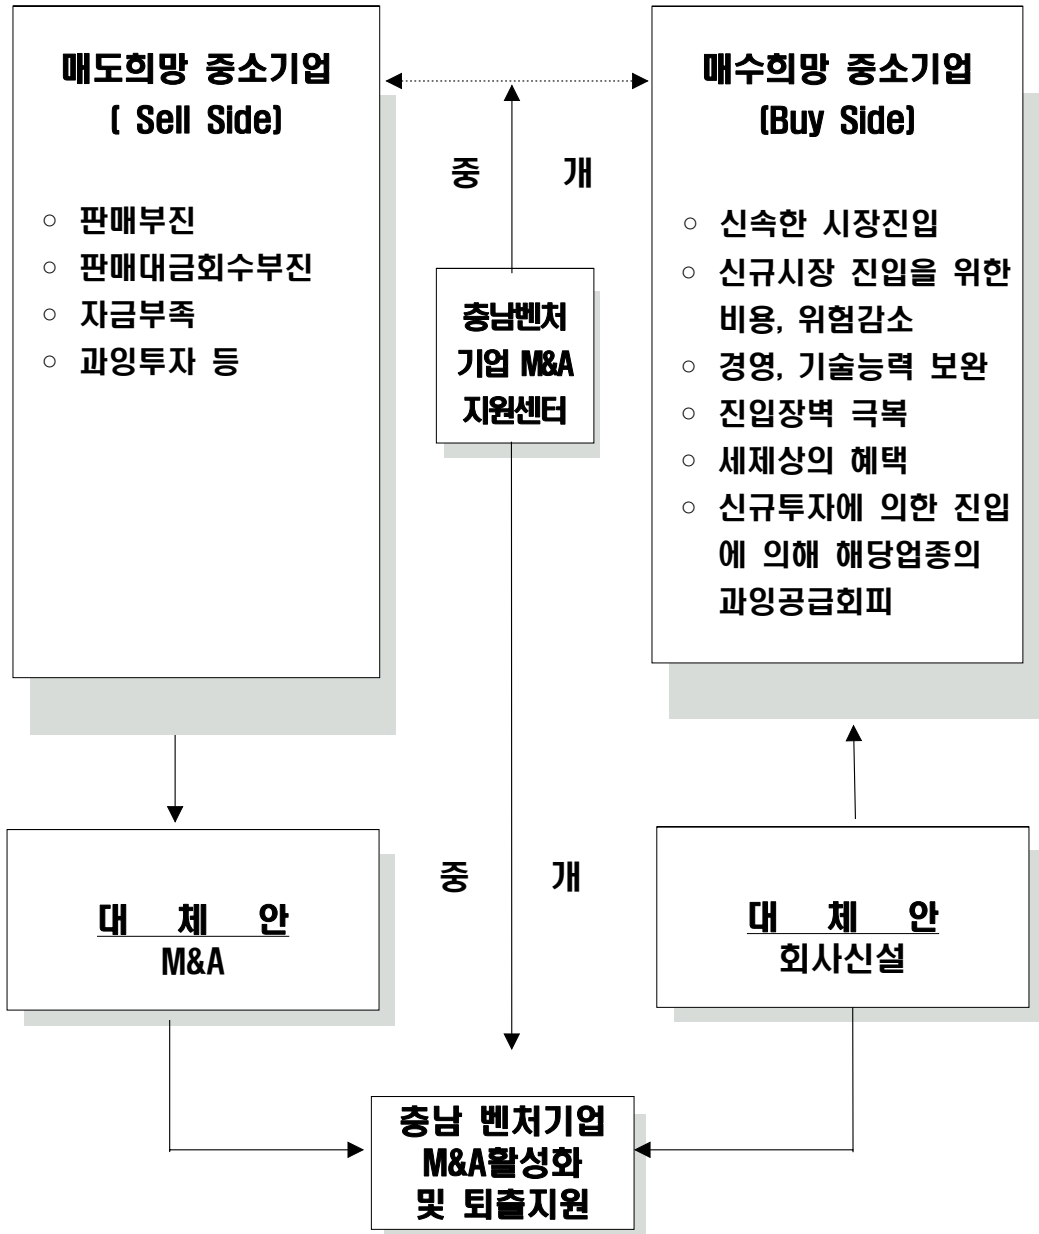 매도희망 중소기업
( Sell Side)
○ 판매부진
○ 판매대금회수부진
○ 자금부족
○ 과잉투자 등
중 개
충남벤처
기업 M&A
지원센터
매수희망 중소기업
(Buy Side)
○ 신속한 시장진입
○ 신규시장 진입을 위한
비용, 위험감소
○ 경영, 기술능력 보완
○ 진입장벽 극복
○ 세제상의 혜택
○ 신규투자에 의한 진입
에 의해 해당업종의
과잉공급회피
대 체 안
M&A
중 개
대 체 안
회사신설
충남 벤처기업
M&A활성화
및 퇴출지원